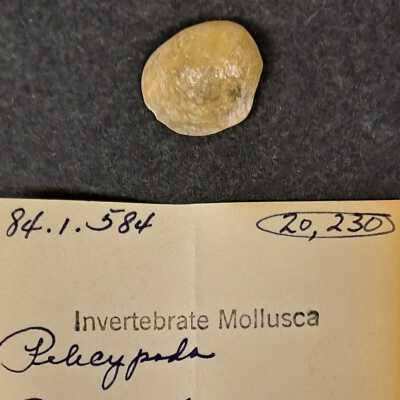 84.1.584 20,230
Invertebrate Mollusca
Pelecypoda